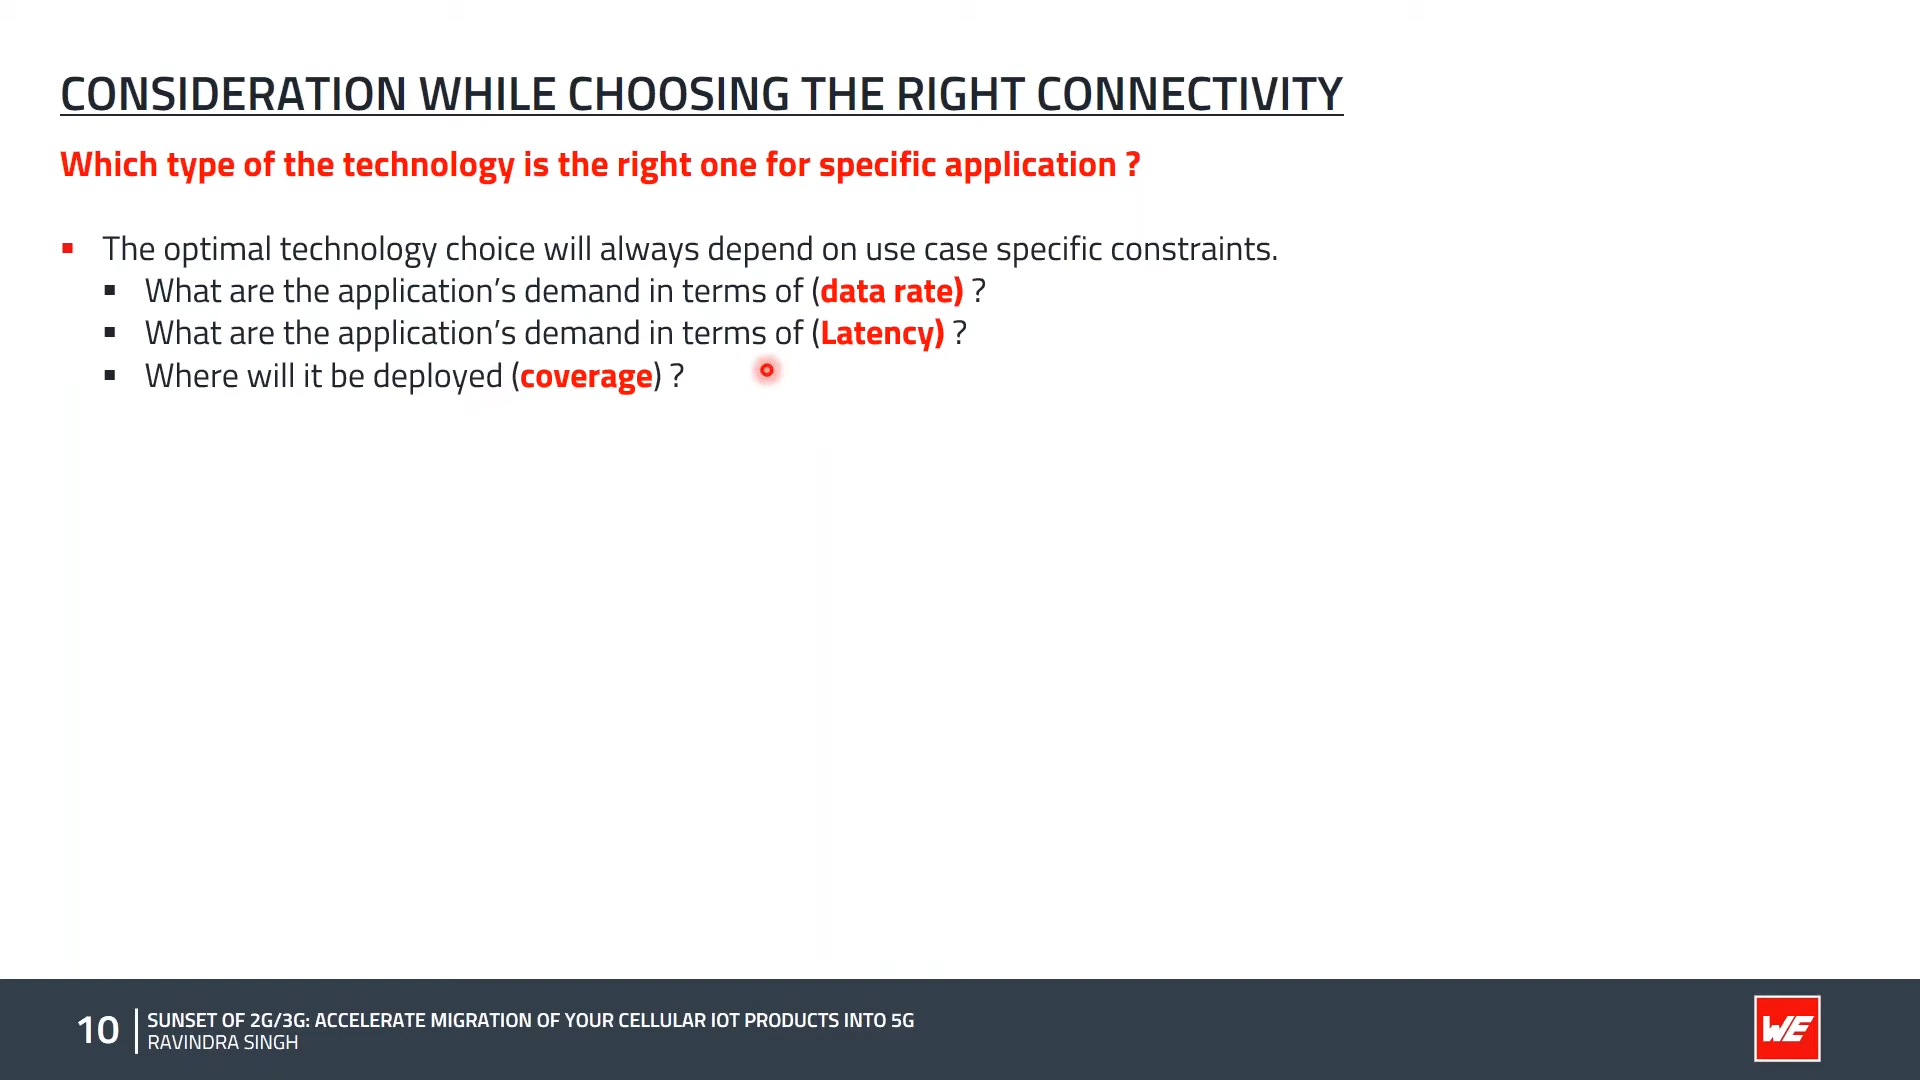 CONSIDERATION WHILE CHOOSING THE RIGHT CONNECTIVITY
Which type of the technology is the right one for specific application ?
▪ The optimal technology choice will always depend on use case specific constraints.
▪ What are the application’s demand in terms of (data rate) ?
▪ What are the application’s demand in terms of (Latency) ?
▪ Where will it be deployed (coverage) ?
10
SUNSET OF 2G/3G: ACCELERATE MIGRATION OF YOUR CELLULAR IOT PRODUCTS INTO 5G
RAVINDRA SINGH
WE